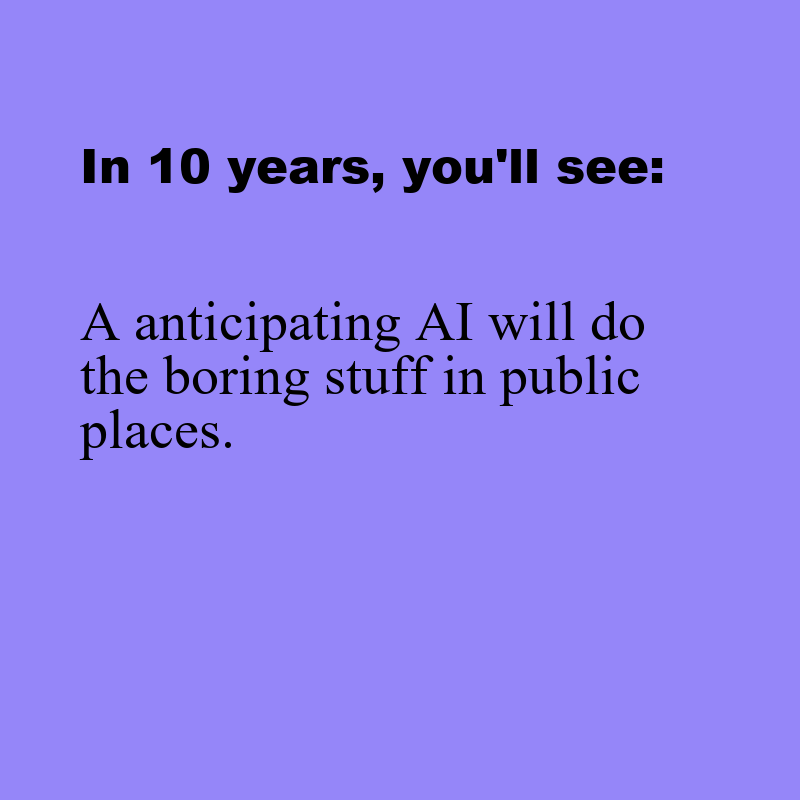 In 10 years, you'll see:
A anticipating AI will do
the boring stuff in public
places.